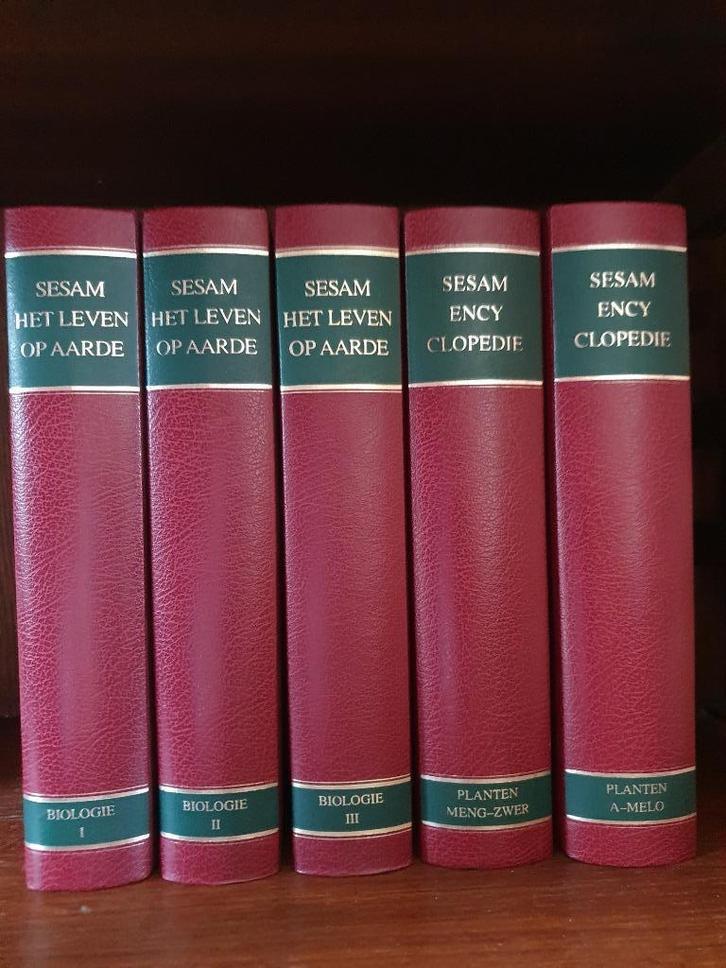 SESAM
HET LEVEN
OP AARDE
BIOLOGIE
I
SESAM
HET LEVEN
OP AARDE
BIOLOGIE
II
SESAM
HET LEVEN
OP AARDE
BIOLOGIE
III
SESAM
ENCY
CLOPEDIE
PLANTEN
MENG-ZWER
SESAM
ENCY
CLOPEDIE
PLANTEN
A-MELO